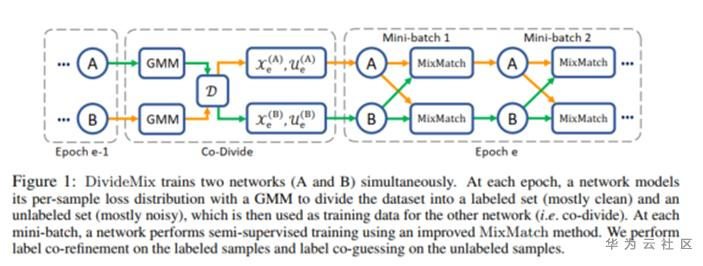 Mini-batch 1 Mini-batch 2
... A GMM 𝒳ₑ⁽ᴬ⁾, 𝒰ₑ⁽ᴬ⁾ A MixMatch A MixMatch ...
𝒟
... B GMM 𝒳ₑ⁽ᴮ⁾, 𝒰ₑ⁽ᴮ⁾ B MixMatch B MixMatch ...
Epoch e-1 Co-Divide Epoch e
Figure 1: DivideMix trains two networks (A and B) simultaneously. At each epoch, a network models
its per-sample loss distribution with a GMM to divide the dataset into a labeled set (mostly clean) and an
unlabeled set (mostly noisy), which is then used as training data for the other network (i.e. co-divide). At each
mini-batch, a network performs semi-supervised training using an improved MixMatch method. We perform
label co-refinement on the labeled samples and label co-guessing on the unlabeled samples.
华为云社区